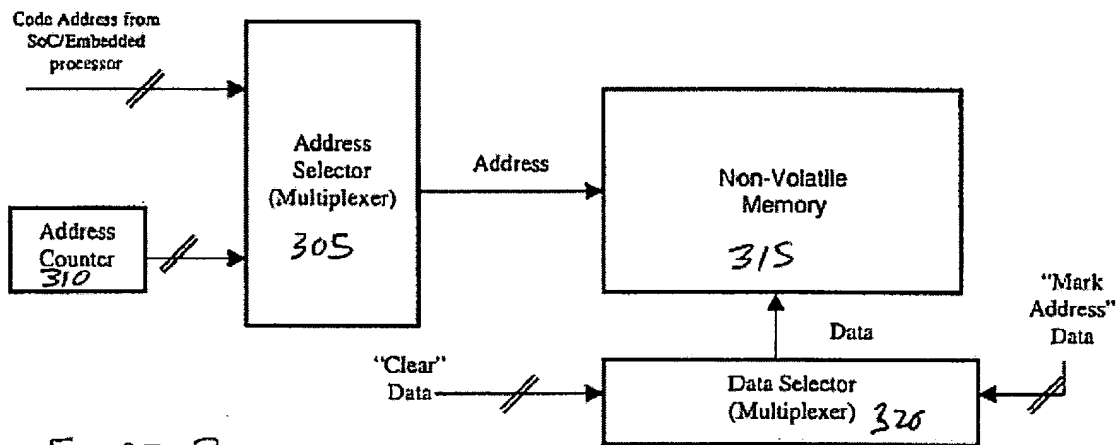 Code Address from
SoC/Embedded
processor
Address
Selector
(Multiplexer)
305
Address
Non-Volatile
Memory
315
Address
Counter
310
"Mark
Address"
Data
Data
"Clear"
Data
Data Selector
(Multiplexer) 320